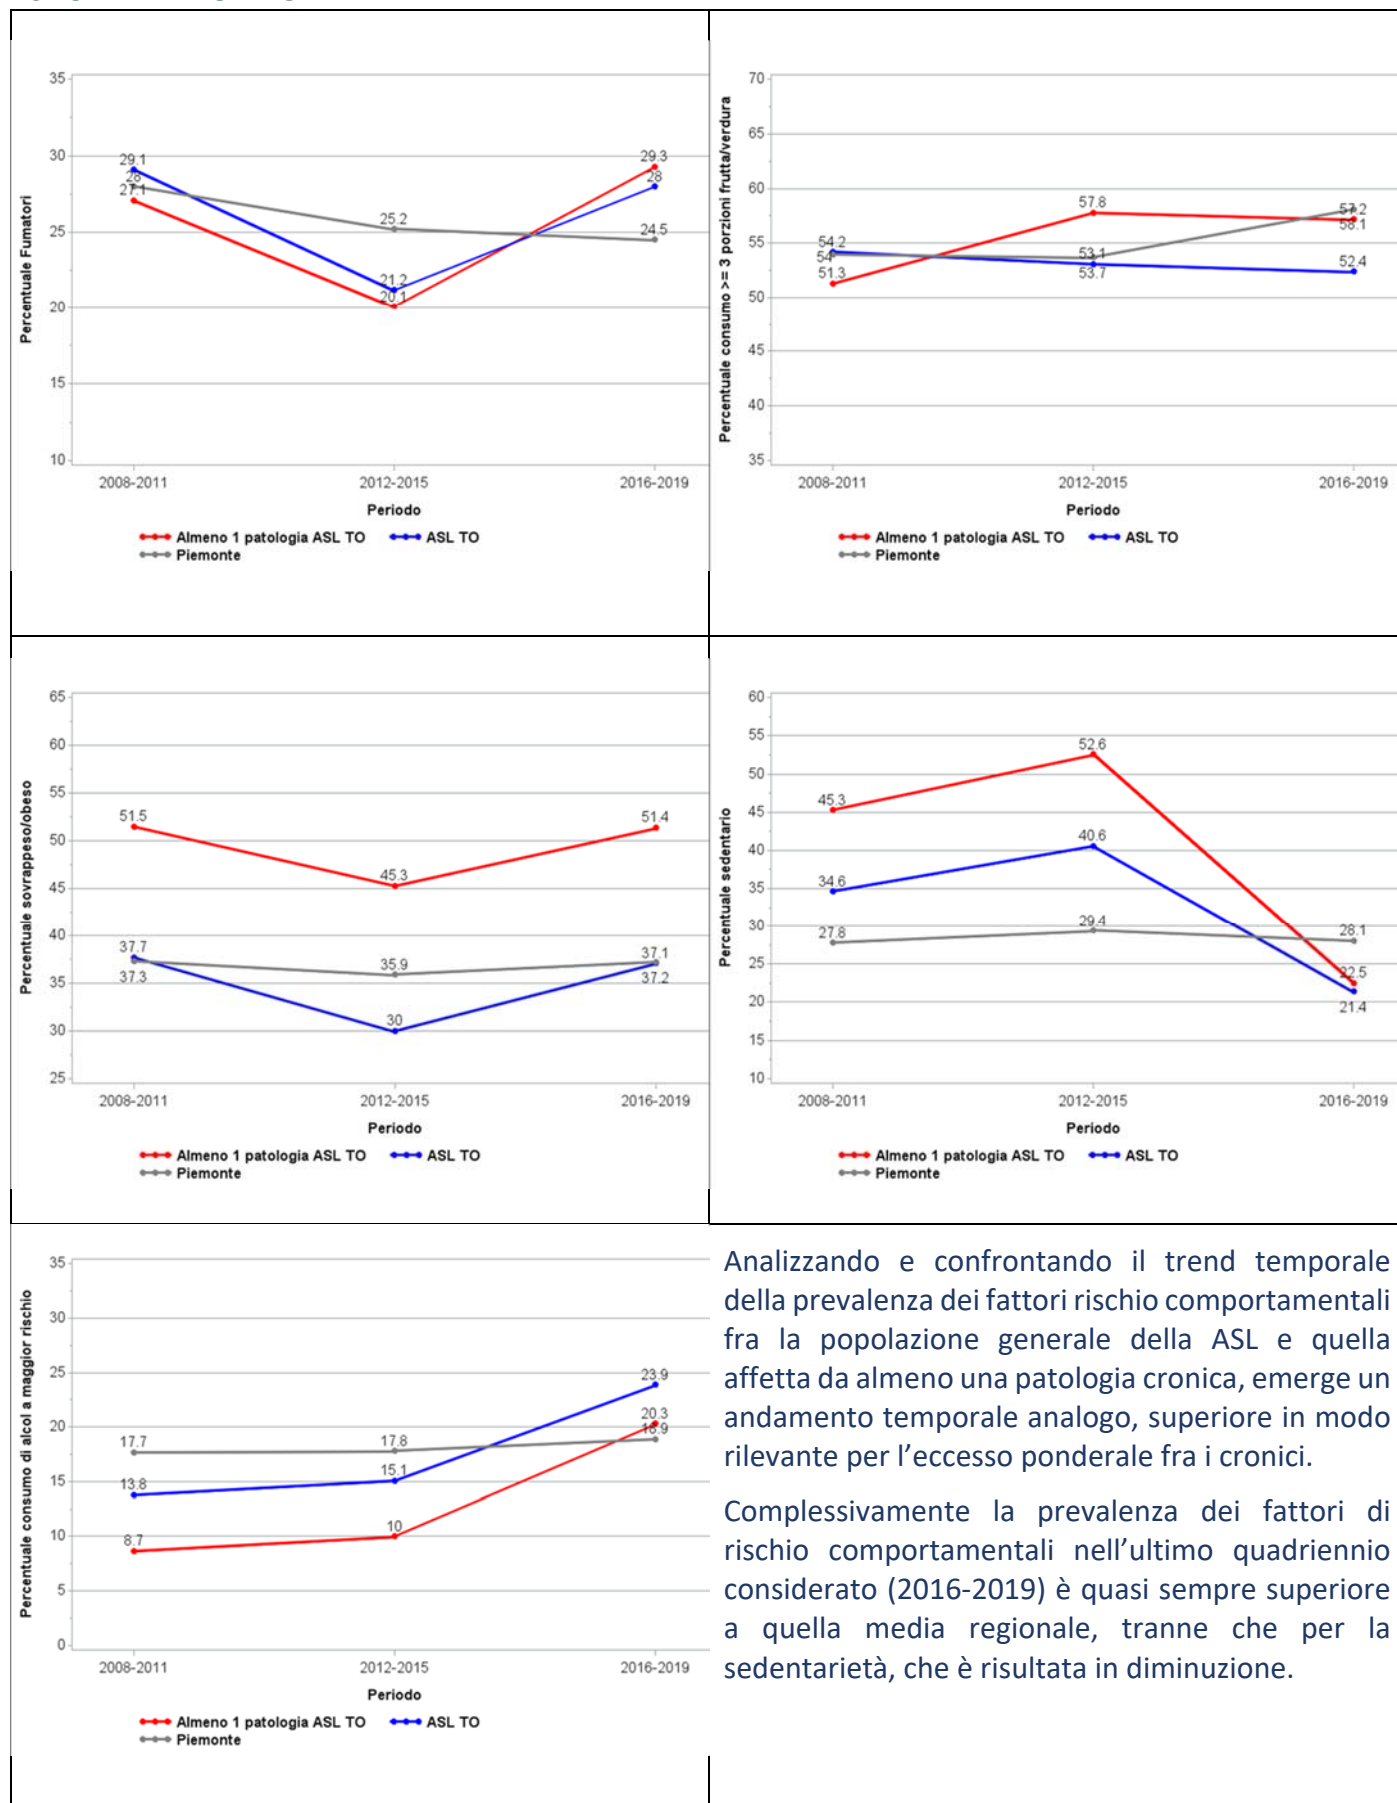 35
30
25
20
15
10
Percentuale Fumatori
29.1
28
27.1
25.2
21.2
20.1
29.3
28
24.5
2008-2011 2012-2015 2016-2019
Periodo
Almeno 1 patologia ASL TO ASL TO
Piemonte
70
65
60
55
50
45
40
35
Percentuale consumo >= 3 porzioni frutta/verdura
54.2
54
51.3
57.8
53.1
53.7
57.2
58.1
52.4
2008-2011 2012-2015 2016-2019
Periodo
Almeno 1 patologia ASL TO ASL TO
Piemonte
65
60
55
50
45
40
35
30
25
Percentuale sovrappeso/obeso
51.5
45.3
51.4
37.7
37.3
35.9
30
37.1
37.2
2008-2011 2012-2015 2016-2019
Periodo
Almeno 1 patologia ASL TO ASL TO
Piemonte
60
55
50
45
40
35
30
25
20
15
10
Percentuale sedentario
45.3
34.6
27.8
52.6
40.6
29.4
28.1
22.5
21.4
2008-2011 2012-2015 2016-2019
Periodo
Almeno 1 patologia ASL TO ASL TO
Piemonte
35
30
25
20
15
10
5
0
Percentuale consumo di alcol a maggior rischio
17.7
13.8
8.7
17.8
15.1
10
23.9
20.3
18.9
2008-2011 2012-2015 2016-2019
Periodo
Almeno 1 patologia ASL TO ASL TO
Piemonte
Analizzando e confrontando il trend temporale
della prevalenza dei fattori rischio comportamentali
fra la popolazione generale della ASL e quella
affetta da almeno una patologia cronica, emerge un
andamento temporale analogo, superiore in modo
rilevante per l’eccesso ponderale fra i cronici.
Complessivamente la prevalenza dei fattori di
rischio comportamentali nell’ultimo quadriennio
considerato (2016-2019) è quasi sempre superiore
a quella media regionale, tranne che per la
sedentarietà, che è risultata in diminuzione.